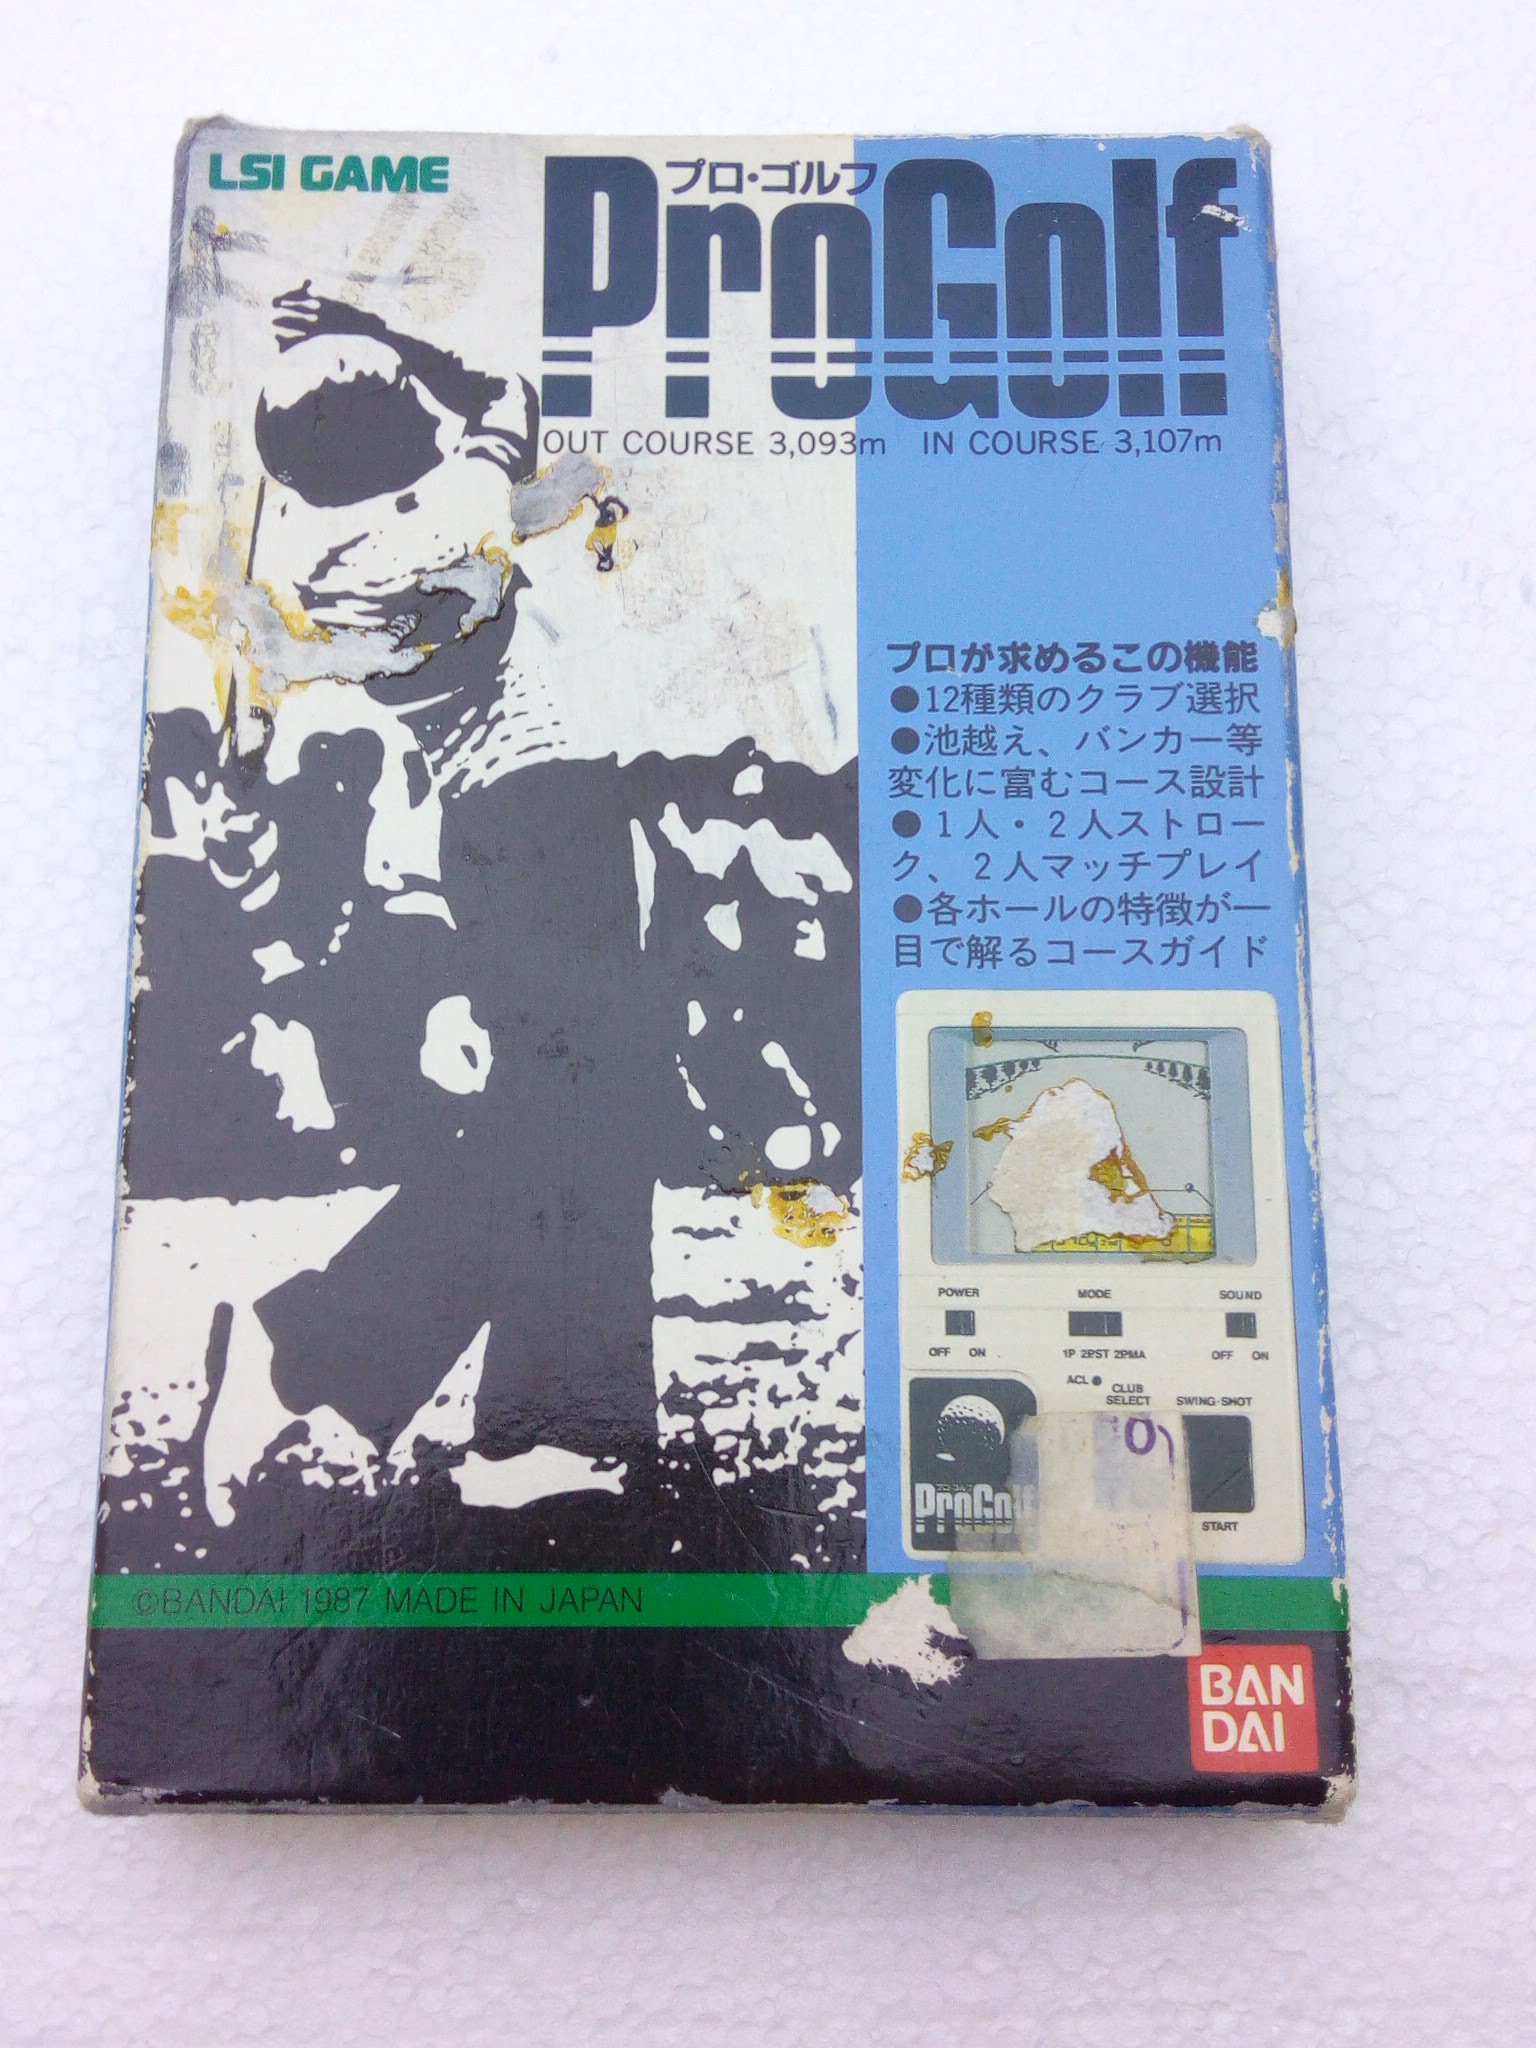 LSI GAME
プロ・ゴルフ
ProGolf
OUT COURSE 3,093m IN COURSE 3,107m
プロが求めるこの機能
●12種類のクラブ選択
●池越え、バンカー等
変化に富むコース設計
●1人・2人ストロー
ク、2人マッチプレイ
●各ホールの特徴が一
目で解るコースガイド
POWER MODE SOUND
OFF ON 1P 2PST 2PMA OFF ON
ACL●
CLUB
SELECT SWING・SHOT
ProGol
START
©BANDAI 1987 MADE IN JAPAN
BAN
DAI